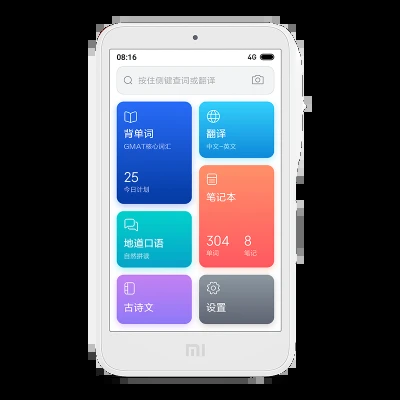 08:16
4G
按住侧键查词或翻译
背单词
GMAT核心词汇
25
今日计划
翻译
中文-英文
笔记本
304 8
单词 笔记
地道口语
自然拼读
古诗文
设置
MI